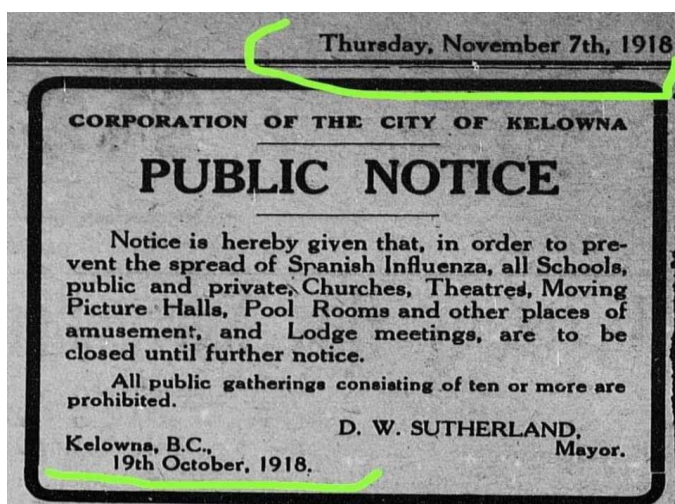 Thursday, November 7th, 1918
CORPORATION OF THE CITY OF KELOWNA
PUBLIC NOTICE
Notice is hereby given that, in order to pre-
vent the spread of Spanish Influenza, all Schools,
public and private, Churches, Theatres, Moving
Picture Halls, Pool Rooms and other places of
amusement, and Lodge meetings, are to be
closed until further notice.
All public gatherings consisting of ten or more are
prohibited.
D. W. SUTHERLAND,
Mayor.
Kelowna, B.C.,
19th October, 1918.